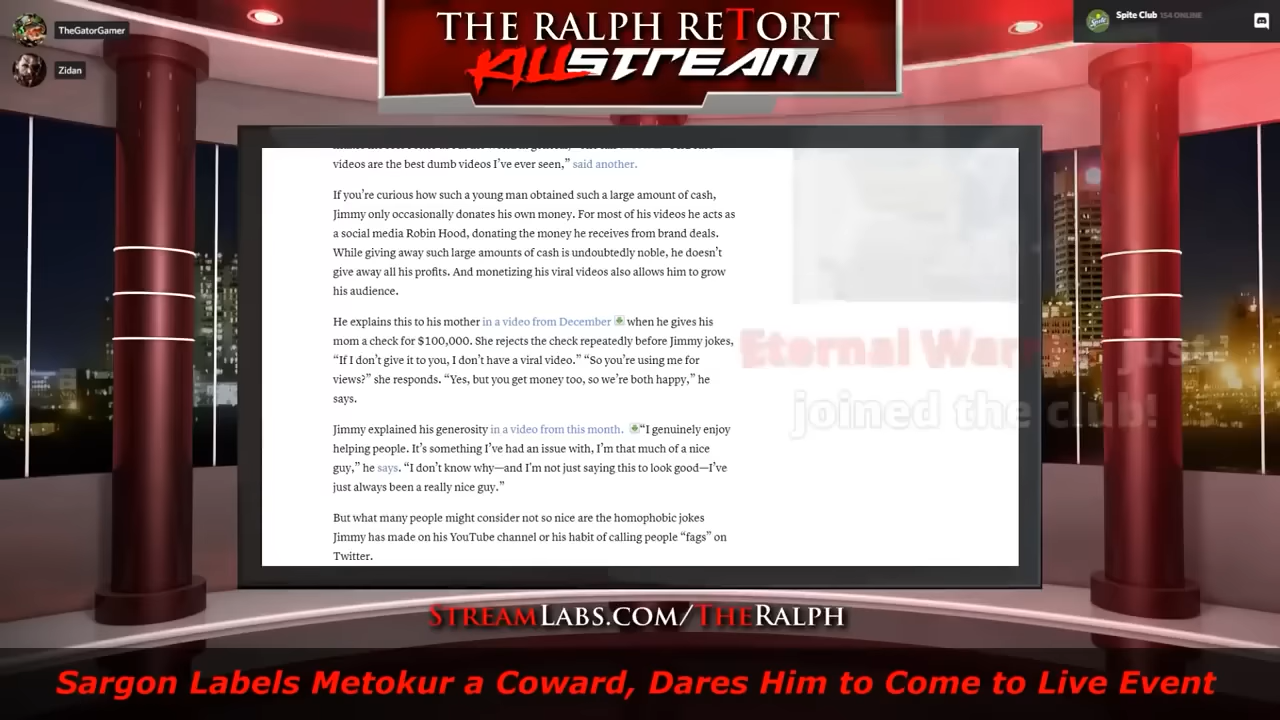 TheGatorGamer
Zidan
THE RALPH RETORT
KILLSTREAM
Spite Club 154 ONLINE
videos are the best dumb videos I've ever seen,” said another.
If you're curious how such a young man obtained such a large amount of cash,
Jimmy only occasionally donates his own money. For most of his videos he acts as
a social media Robin Hood, donating the money he receives from brand deals.
While giving away such large amounts of cash is undoubtedly noble, he doesn't
give away all his profits. And monetizing his viral videos also allows him to grow
his audience.
He explains this to his mother in a video from December when he gives his
mom a check for $100,000. She rejects the check repeatedly before Jimmy jokes,
“If I don't give it to you, I don't have a viral video.” “So you're using me for
views?” she responds. “Yes, but you get money too, so we're both happy,” he
says.
Jimmy explained his generosity in a video from this month. “I genuinely enjoy
helping people. It's something I've had an issue with, I'm that much of a nice
guy,” he says. “I don't know why—and I'm not just saying this to look good—I've
just always been a really nice guy.”
But what many people might consider not so nice are the homophobic jokes
Jimmy has made on his YouTube channel or his habit of calling people “fags” on
Twitter.
Eternal just
joined the club!
STREAMLABS.COM/THERALPH
Sargon Labels Metokur a Coward, Dares Him to Come to Live Event